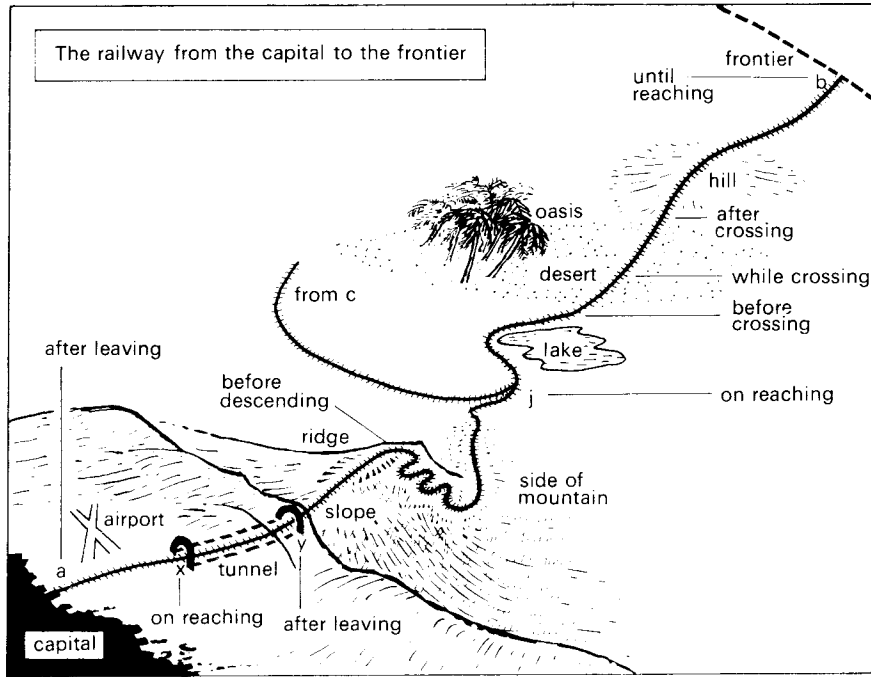 The railway from the capital to the frontier
frontier
until
reaching
b
hill
oasis
after
crossing
desert
while crossing
from c
before
crossing
lake
after leaving
before
descending
j
on reaching
ridge
side of
mountain
airport
slope
y
a
x
tunnel
on reaching
after leaving
capital